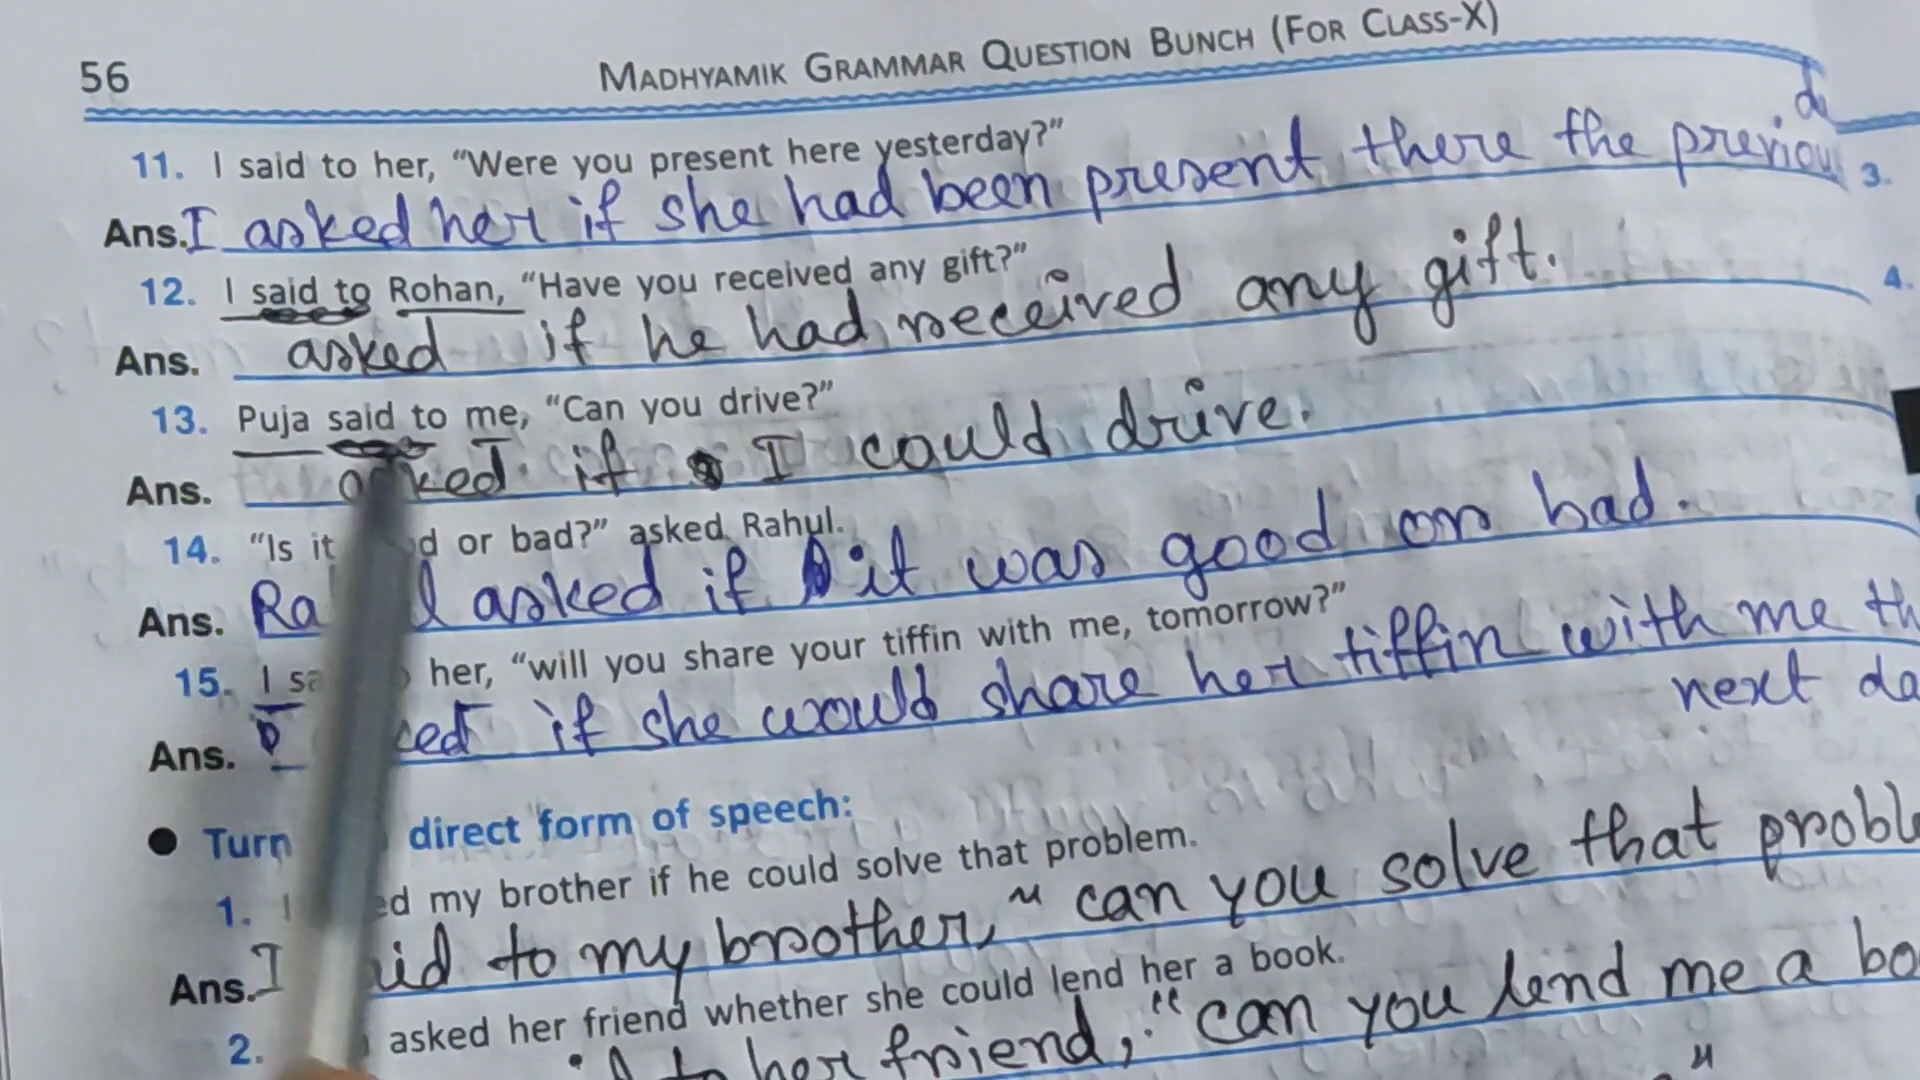 56
MADHYAMIK GRAMMAR QUESTION BUNCH (FOR CLASS-X)
11. I said to her, "Were you present here yesterday?"
Ans. I asked her if she had been present there the previou
d
12. I said to Rohan, "Have you received any gift?"
Ans. asked if he had received any gift.
13. Puja said to me, "Can you drive?"
Ans. asked if I could drive.
14. "Is it d or bad?" asked Rahul.
Ans. Ra l asked if it was good or bad.
15. I sa her, "will you share your tiffin with me, tomorrow?"
Ans. ked if she would share her tiffin with me th
next da
Turn direct form of speech:
1. I ed my brother if he could solve that problem.
Ans. I aid to my brother, "can you solve that proble
2. asked her friend whether she could lend her a book.
to her friend, "can you lend me a bo
3.
4.